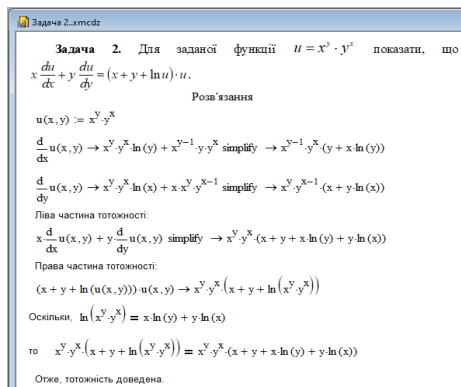 Задача 2..xmcdz
Задача 2. Для заданої функції u = x^y · y^x показати, що
x du/dx + y du/dy = (x + y + ln u) · u.
Розв'язання
u(x,y) := x^y·y^x
d/dx u(x,y) → x^y·y^x·ln(y) + x^(y−1)·y·y^x simplify → x^(y−1)·y^x·(y + x·ln(y))
d/dy u(x,y) → x^y·y^x·ln(x) + x·x^y·y^(x−1) simplify → x^y·y^(x−1)·(x + y·ln(x))
Ліва частина тотожності:
x·d/dx u(x,y) + y·d/dy u(x,y) simplify → x^y·y^x·(x + y + x·ln(y) + y·ln(x))
Права частина тотожності:
(x + y + ln(u(x,y)))·u(x,y) → x^y·y^x·(x + y + ln(x^y·y^x))
Оскільки, ln(x^y·y^x) = x·ln(y) + y·ln(x)
то x^y·y^x·(x + y + ln(x^y·y^x)) = x^y·y^x·(x + y + x·ln(y) + y·ln(x))
Отже, тотожність доведена.